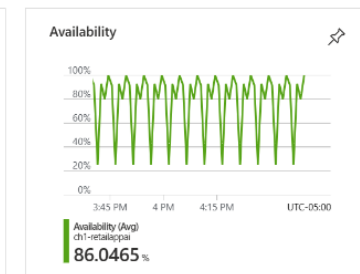 Availability
100%
80%
60%
40%
20%
0%
3:45 PM 4 PM 4:15 PM UTC-05:00
Availability (Avg)
ch1-retailappai
86.0465 %